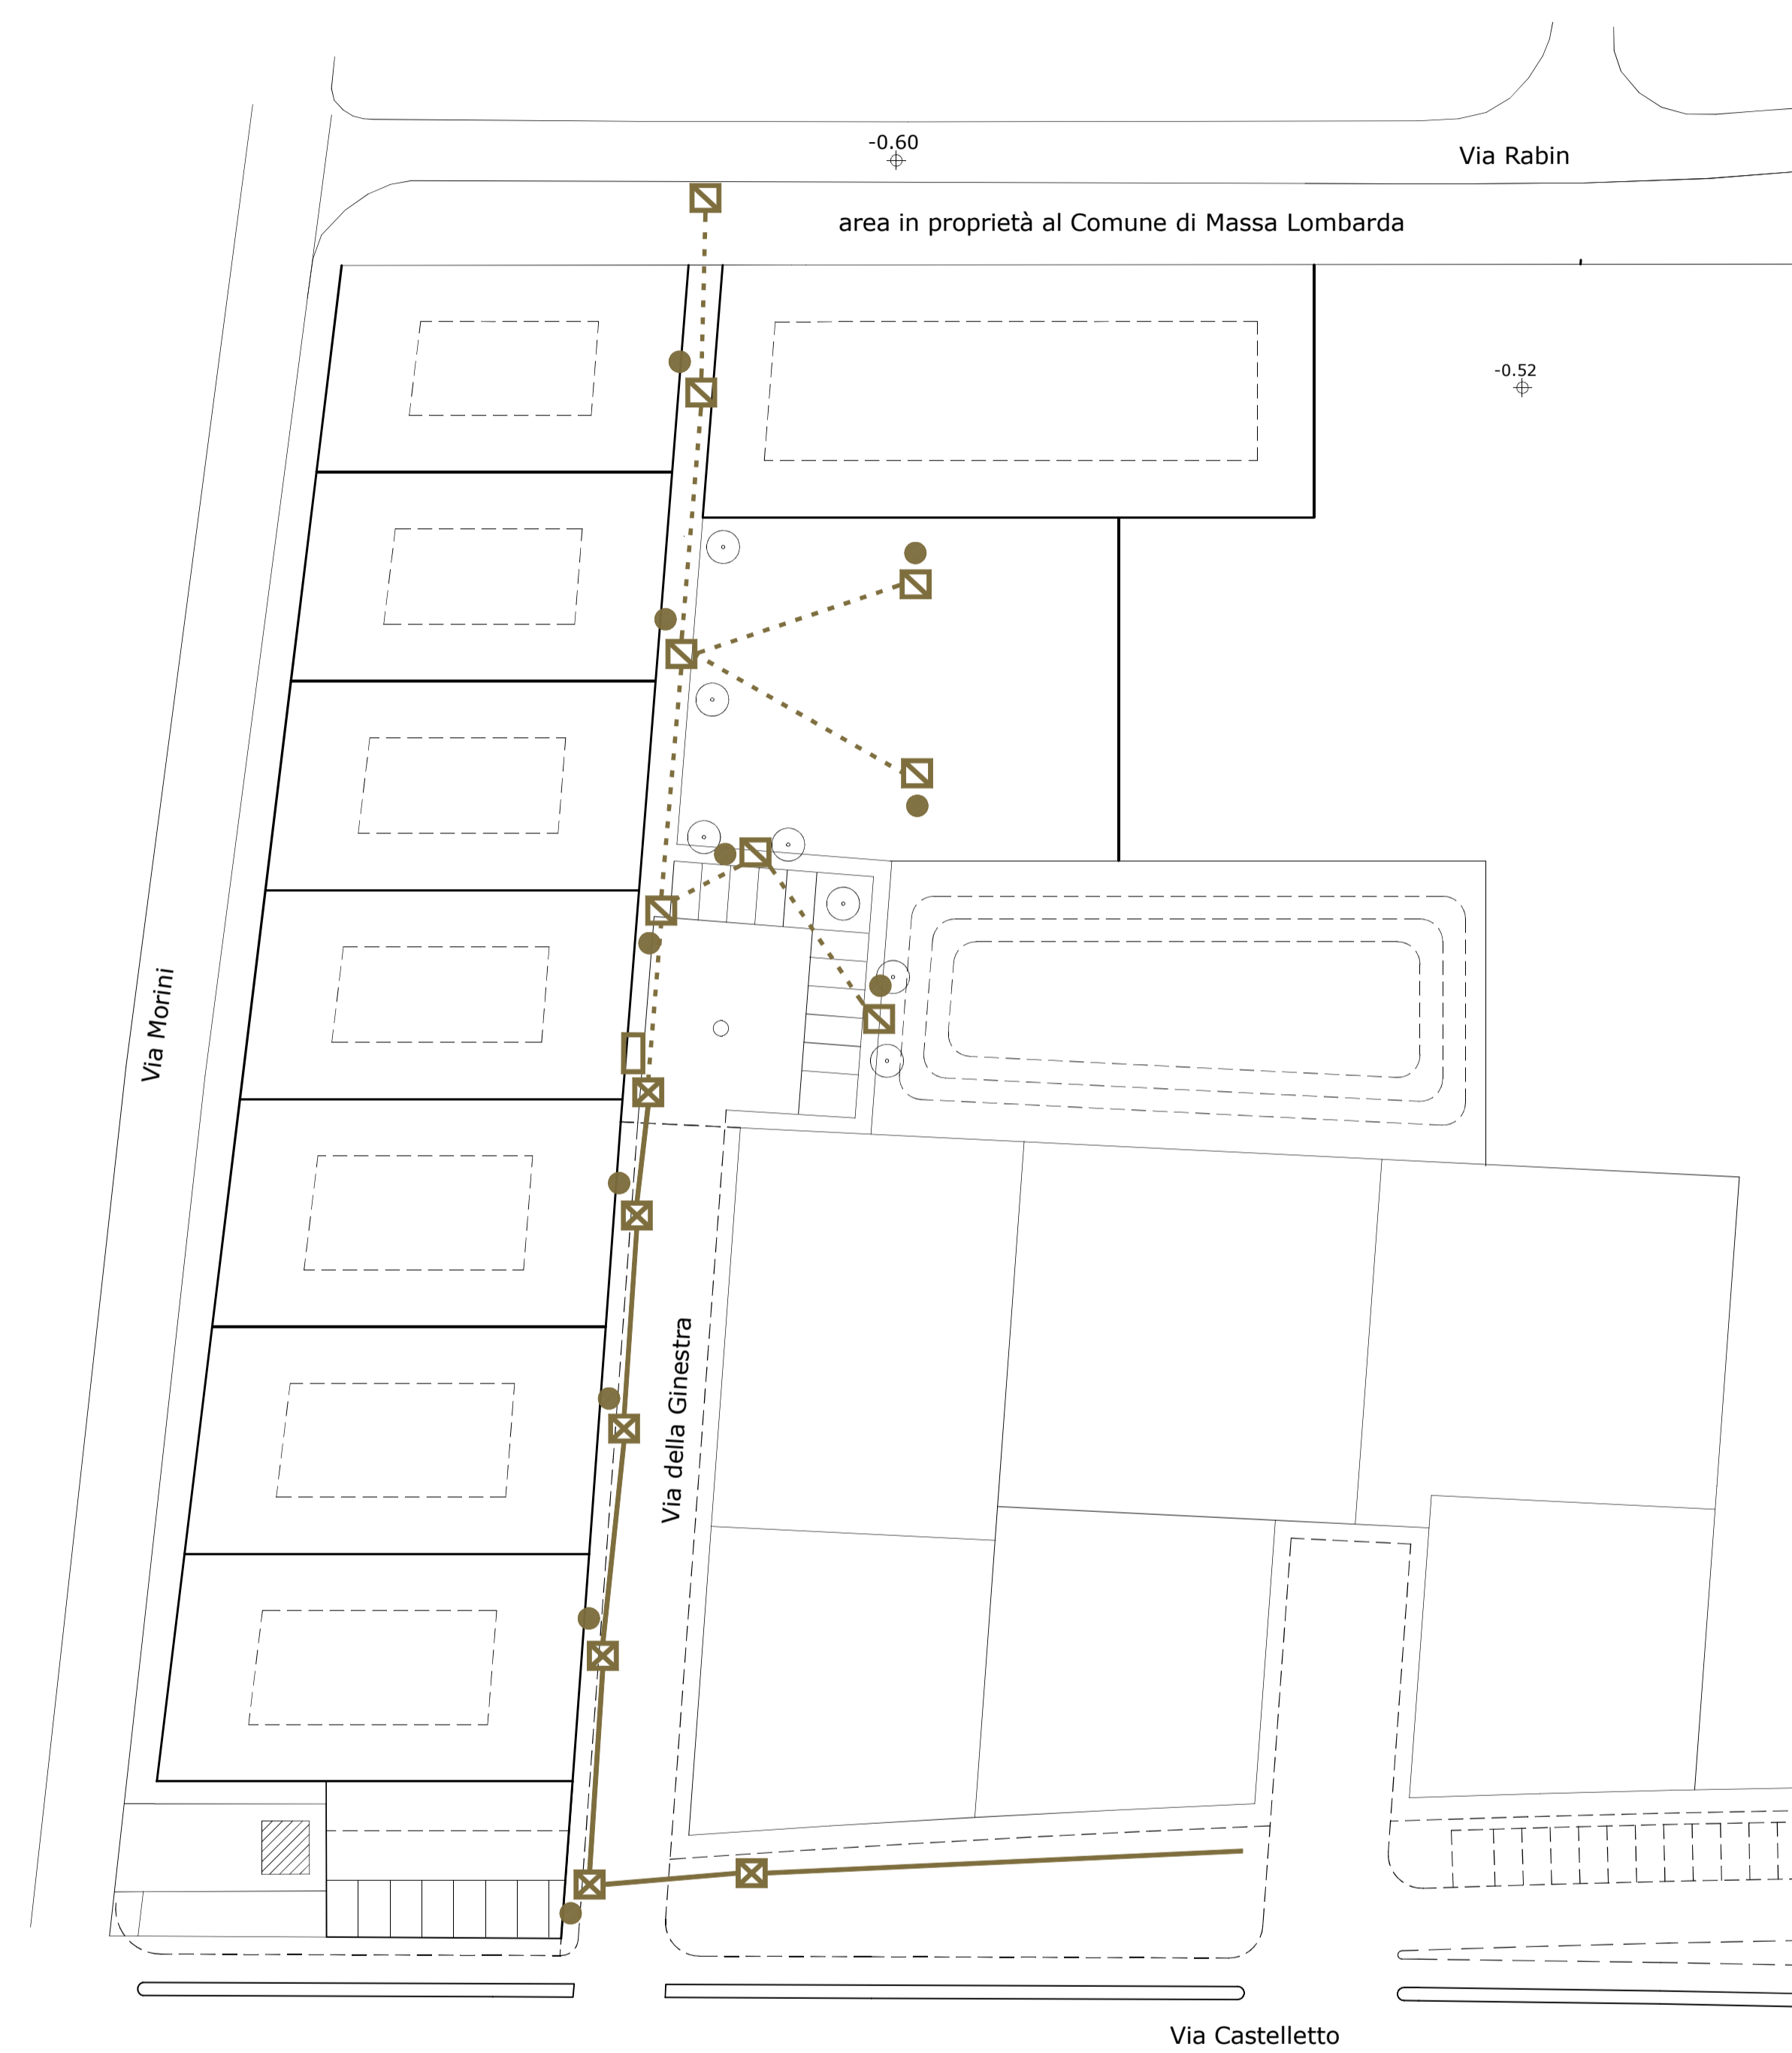 -0.60
Via Rabin
area in proprietà al Comune di Massa Lombarda
-0.52
Via Morini
Via della Ginestra
Via Castelletto